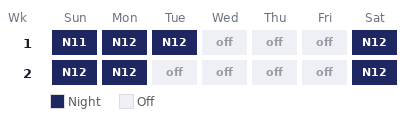 Wk Sun Mon Tue Wed Thu Fri Sat
1 N11 N12 N12 off off off N12
2 N12 N12 off off off off N12
Night Off